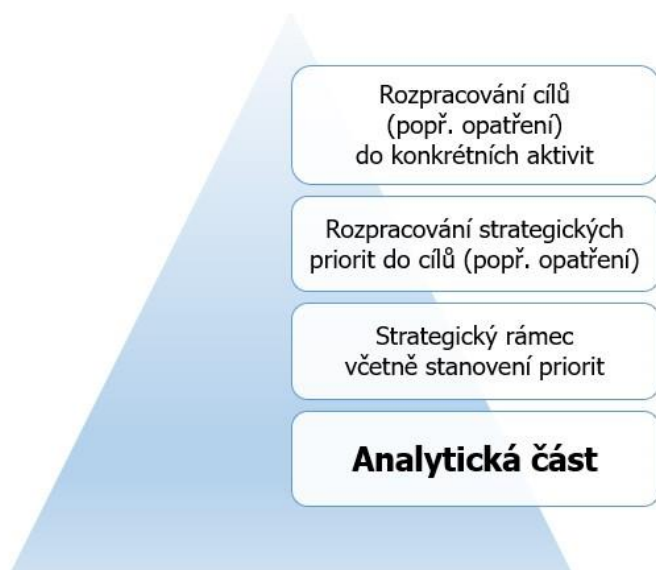 Rozpracování cílů
(popř. opatření)
do konkrétních aktivit
Rozpracování strategických
priorit do cílů (popř. opatření)
Strategický rámec
včetně stanovení priorit
Analytická část